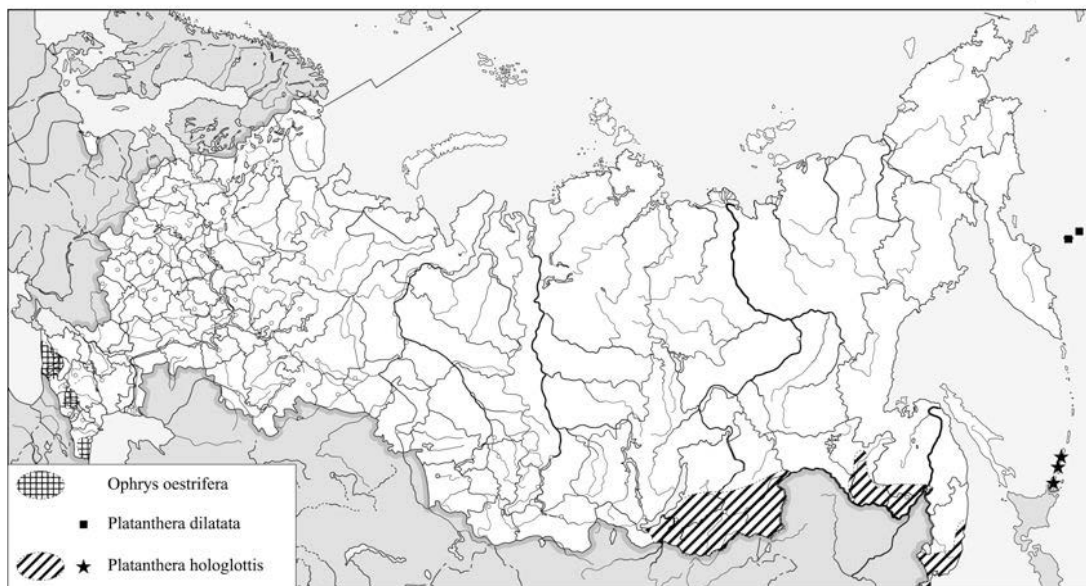 Ophrys oestrifera
Platanthera dilatata
Platanthera hologlottis